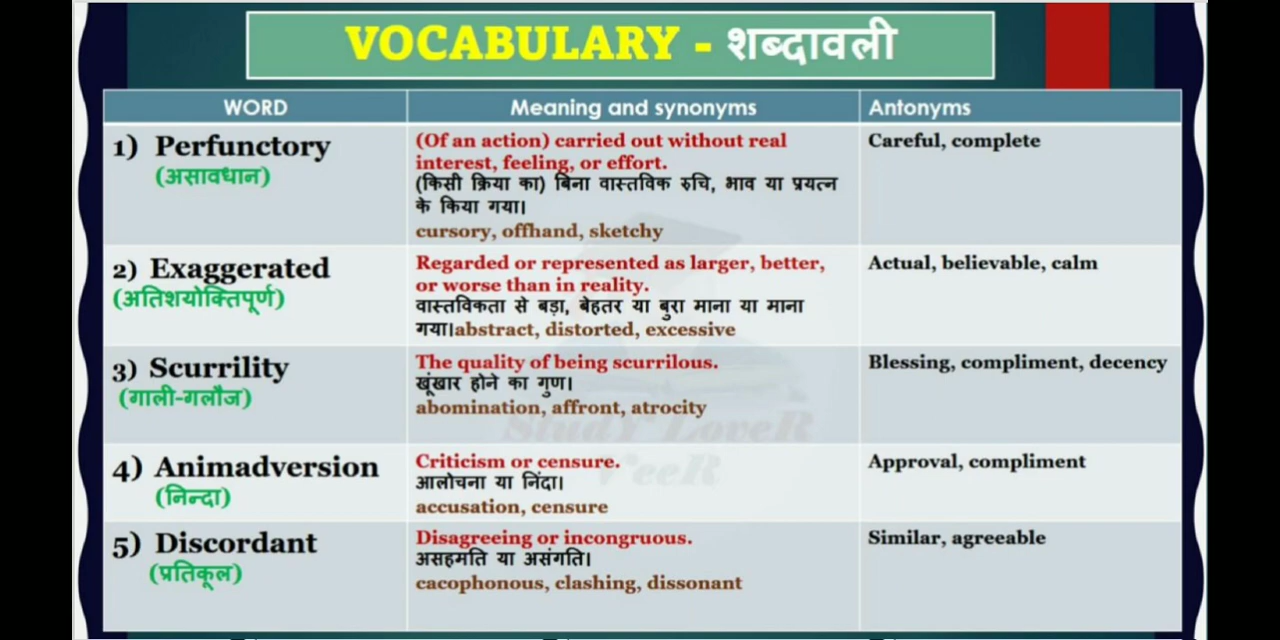 VOCABULARY - शब्दावली
WORD
Meaning and synonyms
Antonyms
1) Perfunctory
(असावधान)
(Of an action) carried out without real
interest, feeling, or effort.
(किसी क्रिया का) बिना वास्तविक रुचि, भाव या प्रयत्न
के किया गया।
cursory, offhand, sketchy
Careful, complete
2) Exaggerated
(अतिशयोक्तिपूर्ण)
Regarded or represented as larger, better,
or worse than in reality.
वास्तविकता से बड़ा, बेहतर या बुरा माना या माना
गया।abstract, distorted, excessive
Actual, believable, calm
3) Scurrility
(गाली-गलौज)
The quality of being scurrilous.
खूंखार होने का गुण।
abomination, affront, atrocity
Blessing, compliment, decency
4) Animadversion
(निन्दा)
Criticism or censure.
आलोचना या निंदा।
accusation, censure
Approval, compliment
5) Discordant
(प्रतिकूल)
Disagreeing or incongruous.
असहमति या असंगति।
cacophonous, clashing, dissonant
Similar, agreeable
StudY LoveR
VeeR